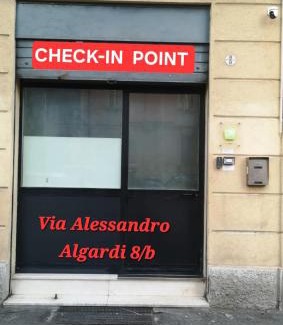 CHECK-IN POINT
Via Alessandro
Algardi 8/b